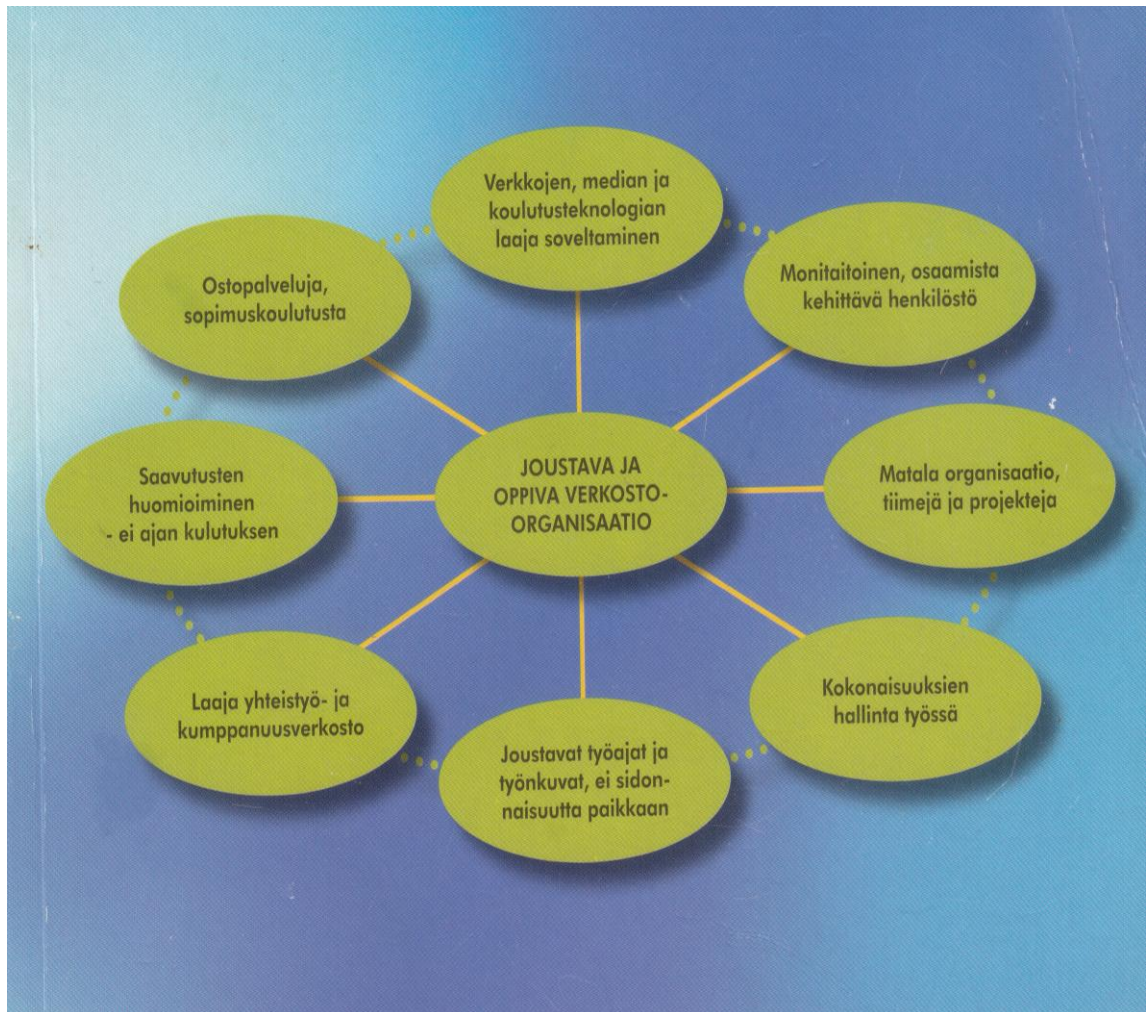 Verkkojen, median ja
koulutusteknologian
laaja soveltaminen
Monitaitoinen, osaamista
kehittävä henkilöstö
Matala organisaatio,
tiimejä ja projekteja
Kokonaisuuksien
hallinta työssä
Joustavat työajat ja
työnkuvat, ei sidon-
naisuutta paikkaan
Laaja yhteistyö- ja
kumppanuusverkosto
Saavutusten
huomioiminen
- ei ajan kulutuksen
Ostopalveluja,
sopimuskoulutusta
JOUSTAVA JA
OPPIVA VERKOSTO-
ORGANISAATIO